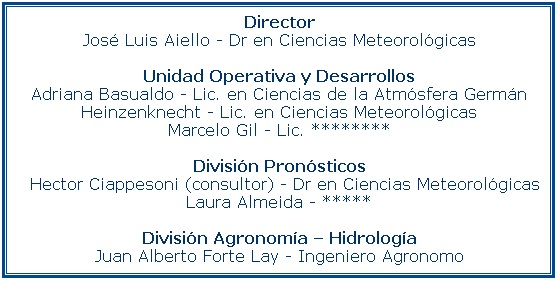 Director
José Luis Aiello - Dr en Ciencias Meteorológicas
Unidad Operativa y Desarrollos
Adriana Basualdo - Lic. en Ciencias de la Atmósfera Germán
Heinzenknecht - Lic. en Ciencias Meteorológicas
Marcelo Gil - Lic. ********
División Pronósticos
Hector Ciappesoni (consultor) - Dr en Ciencias Meteorológicas
Laura Almeida - *****
División Agronomía – Hidrología
Juan Alberto Forte Lay - Ingeniero Agronomo